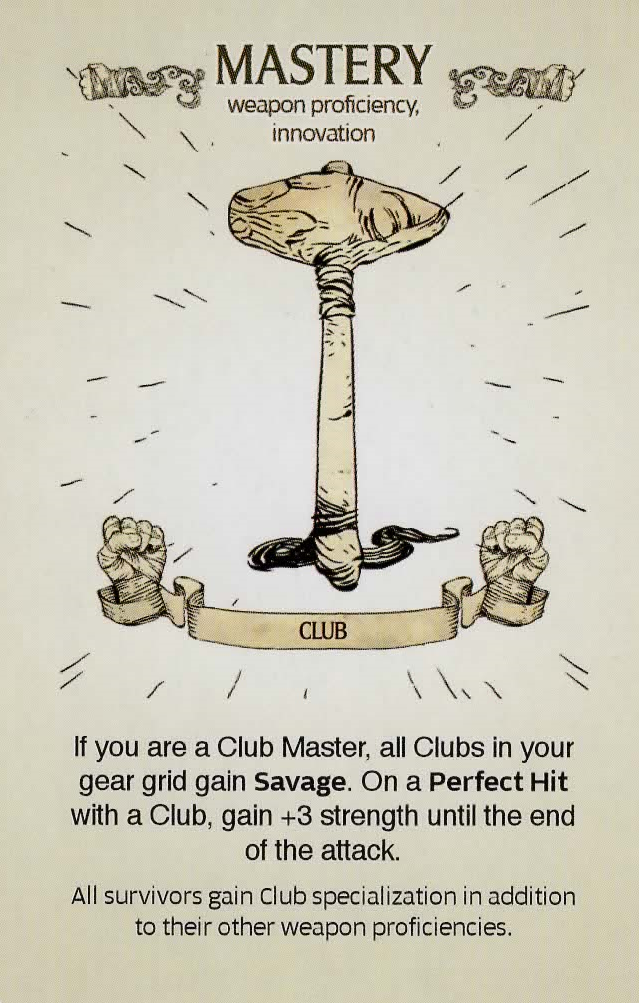 MASTERY
weapon proficiency,
innovation
CLUB
If you are a Club Master, all Clubs in your
gear grid gain Savage. On a Perfect Hit
with a Club, gain +3 strength until the end
of the attack.
All survivors gain Club specialization in addition
to their other weapon proficiencies.